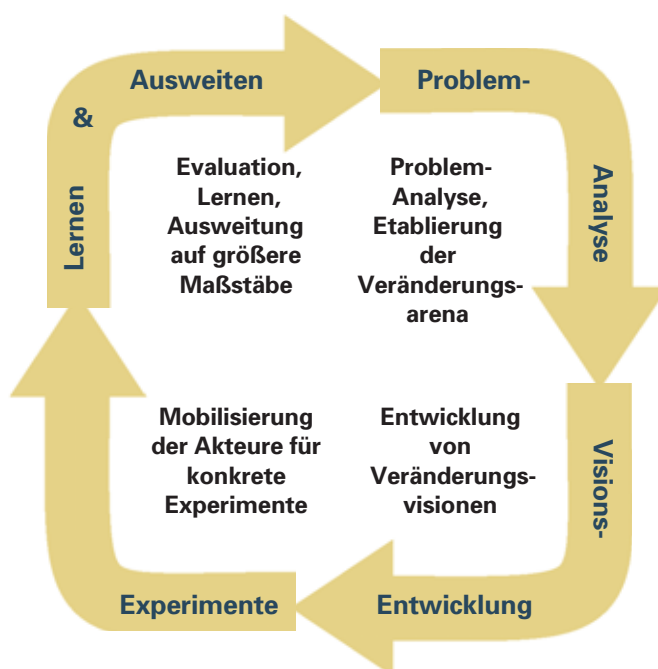 Ausweiten
&
Lernen
Problem-
Analyse
Evaluation,
Lernen,
Ausweitung
auf größere
Maßstäbe
Problem-
Analyse,
Etablierung
der
Veränderungs-
arena
Mobilisierung
der Akteure für
konkrete
Experimente
Entwicklung
von
Veränderungs-
visionen
Visions-
Entwicklung
Experimente